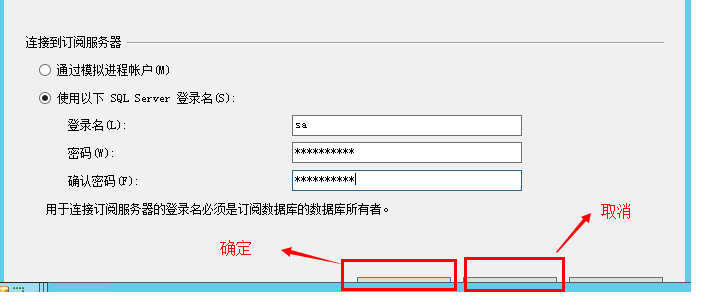 连接到订阅服务器
通过模拟进程帐户(M)
使用以下 SQL Server 登录名(S):
登录名(L): sa
密码(W): **********
确认密码(F): **********
用于连接订阅服务器的登录名必须是订阅数据库的数据库所有者。
取消
确定